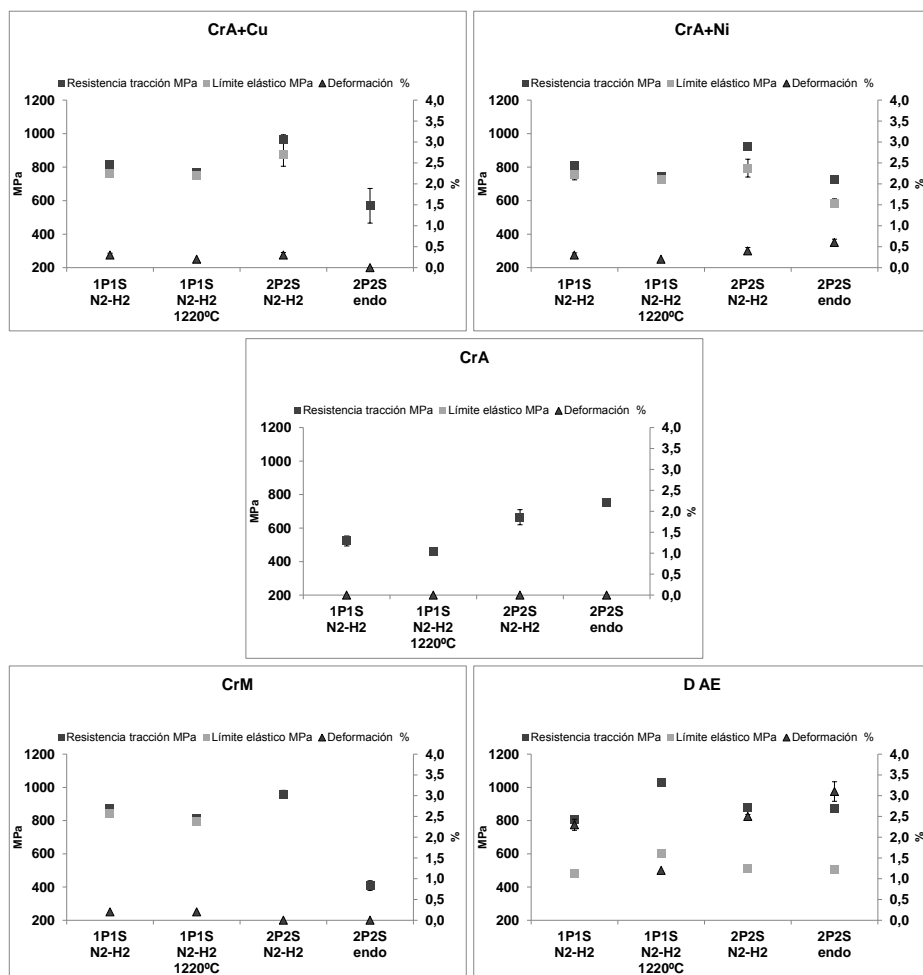 CrA+Cu
■ Resistencia tracción MPa ■ Límite elástico MPa ▲ Deformación %
1200
1000
800
600
400
200
MPa
4,0
3,5
3,0
2,5
2,0
1,5
1,0
0,5
0,0
%
1P1S N2-H2
1P1S N2-H2 1220ºC
2P2S N2-H2
2P2S endo
CrA+Ni
■ Resistencia tracción MPa ■ Límite elástico MPa ▲ Deformación %
1200
1000
800
600
400
200
MPa
4,0
3,5
3,0
2,5
2,0
1,5
1,0
0,5
0,0
%
1P1S N2-H2
1P1S N2-H2 1220ºC
2P2S N2-H2
2P2S endo
CrA
■ Resistencia tracción MPa ■ Límite elástico MPa ▲ Deformación %
1200
1000
800
600
400
200
MPa
4,0
3,5
3,0
2,5
2,0
1,5
1,0
0,5
0,0
%
1P1S N2-H2
1P1S N2-H2 1220ºC
2P2S N2-H2
2P2S endo
CrM
■ Resistencia tracción MPa ■ Límite elástico MPa ▲ Deformación %
1200
1000
800
600
400
200
MPa
4,0
3,5
3,0
2,5
2,0
1,5
1,0
0,5
0,0
%
1P1S N2-H2
1P1S N2-H2 1220ºC
2P2S N2-H2
2P2S endo
D AE
■ Resistencia tracción MPa ■ Límite elástico MPa ▲ Deformación %
1200
1000
800
600
400
200
MPa
4,0
3,5
3,0
2,5
2,0
1,5
1,0
0,5
0,0
%
1P1S N2-H2
1P1S N2-H2 1220ºC
2P2S N2-H2
2P2S endo